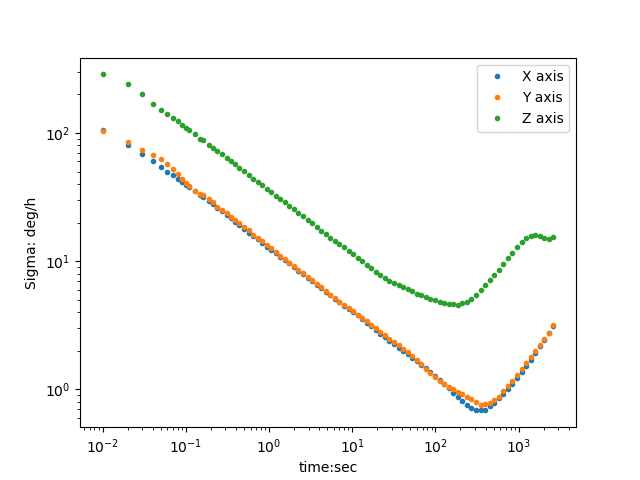 X axis
Y axis
Z axis
Sigma: deg/h
10²
10¹
10⁰
10⁻²
10⁻¹
10⁰
10¹
10²
10³
time:sec